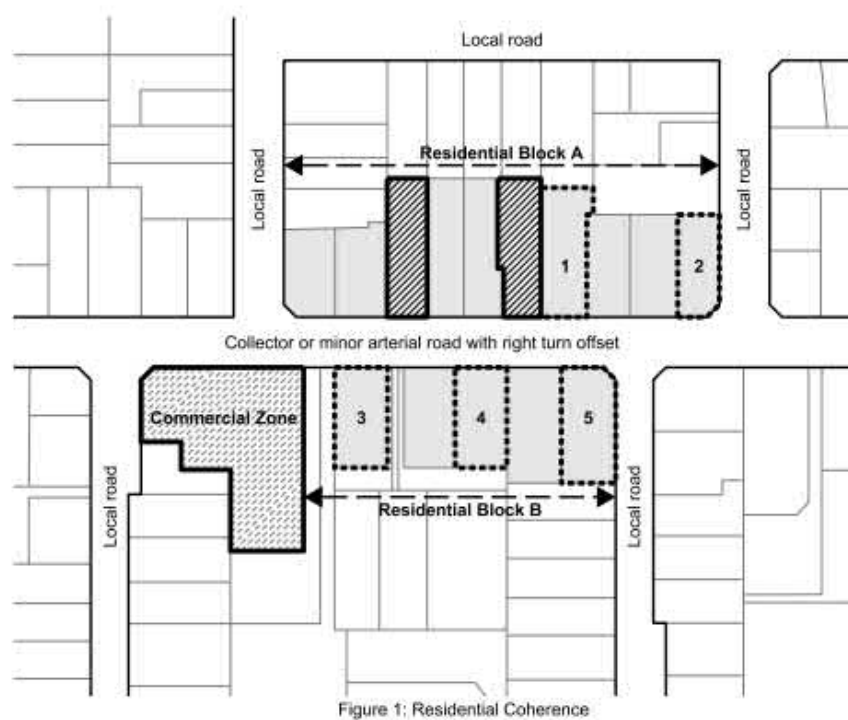 Local road
Residential Block A
Local road
Local road
1
2
Collector or minor arterial road with right turn offset
Commercial Zone
3
4
5
Residential Block B
Local road
Local road
Figure 1: Residential Coherence